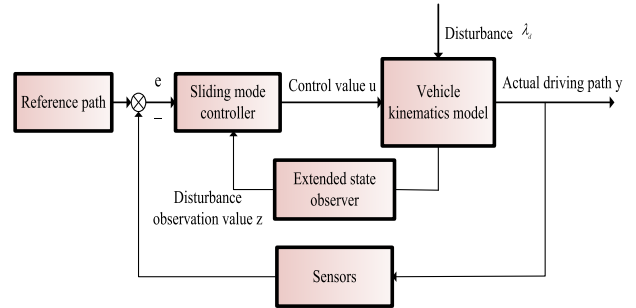 Disturbance λ_d
Reference path
e
−
Sliding mode
controller
Control value u
Vehicle
kinematics model
Actual driving path y
Extended state
observer
Disturbance
observation value z
Sensors